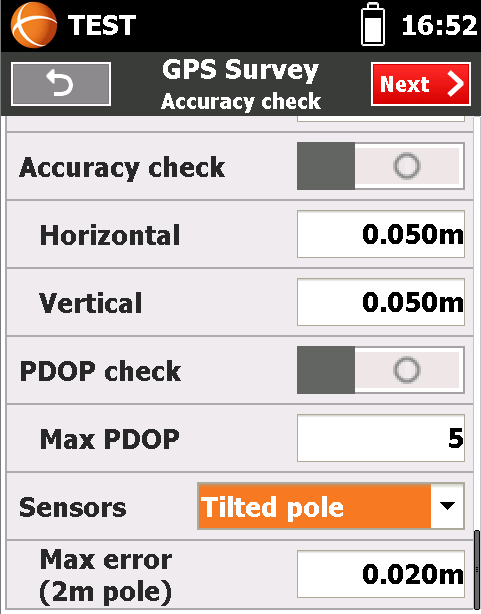 TEST
16:52
GPS Survey
Accuracy check
Next
Accuracy check
Horizontal
0.050m
Vertical
0.050m
PDOP check
Max PDOP
5
Sensors
Tilted pole
Max error
(2m pole)
0.020m